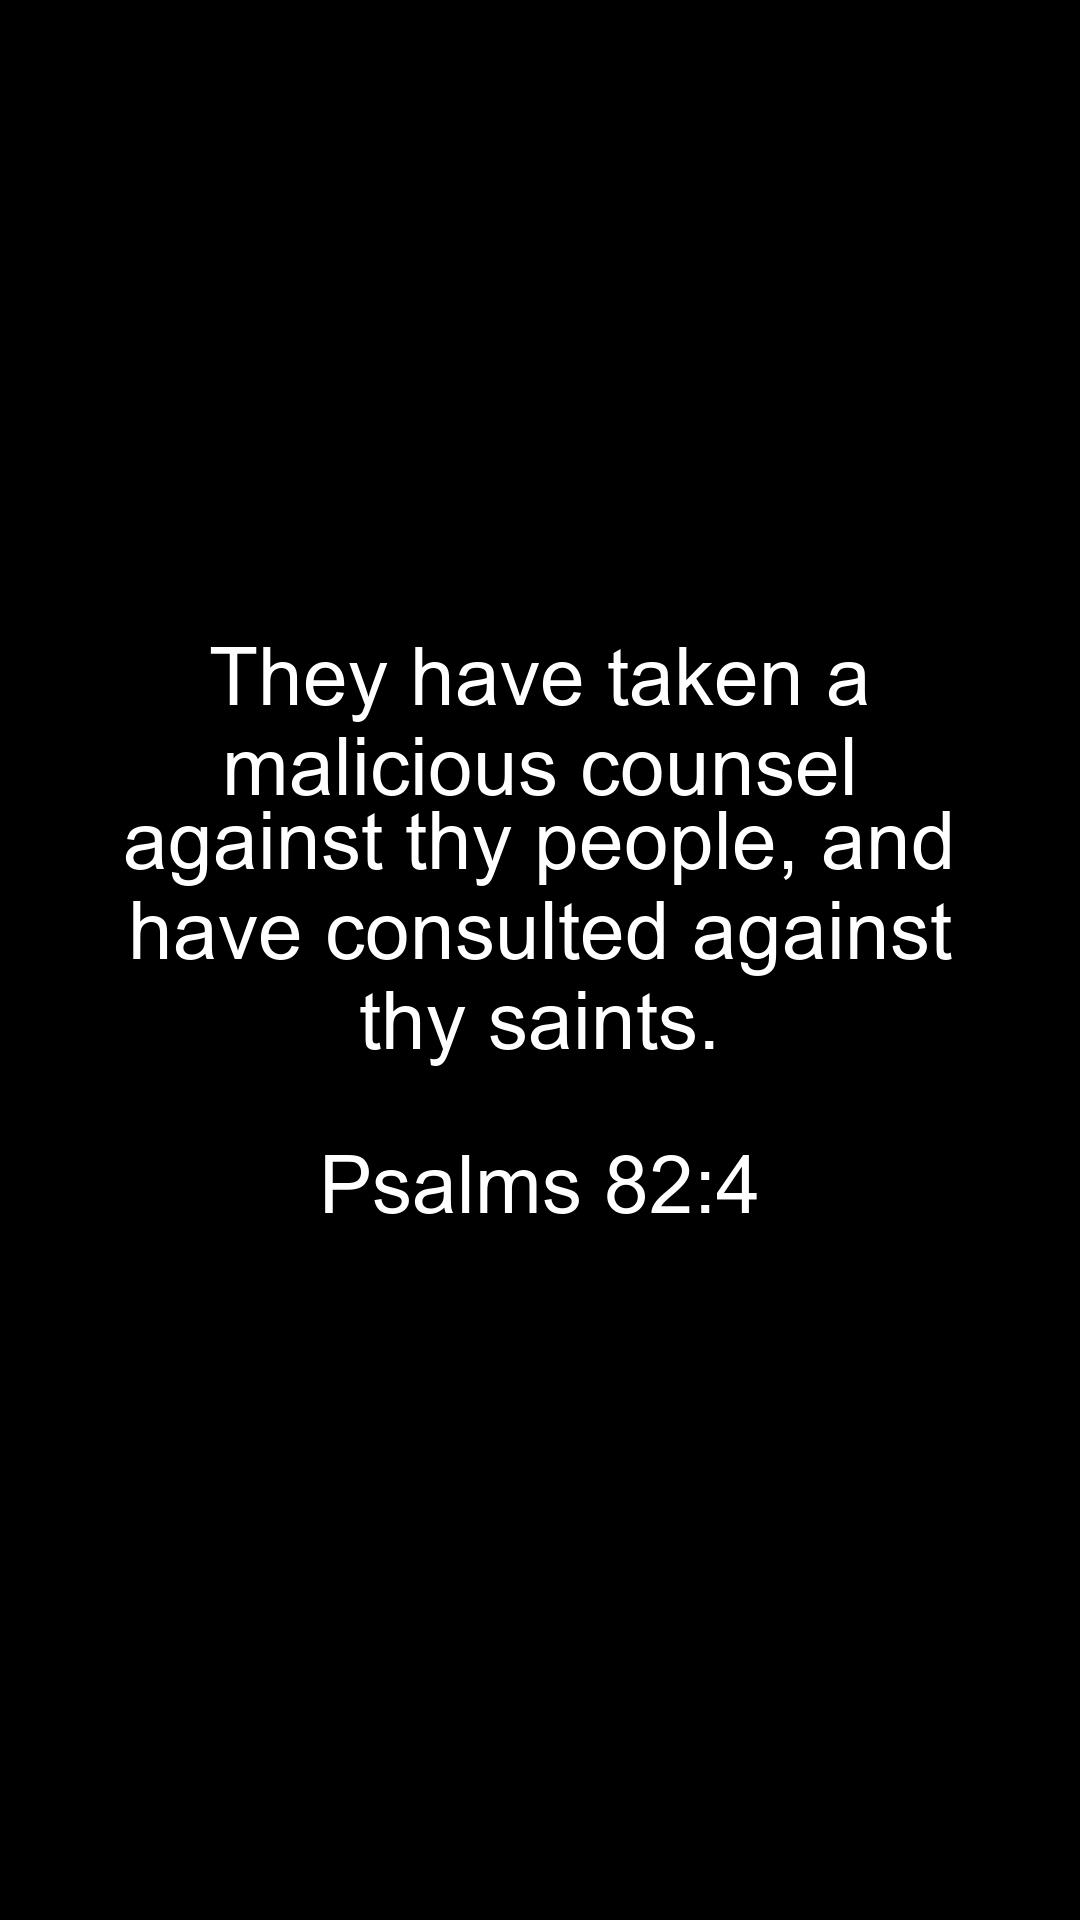 They have taken a
malicious counsel
against thy people, and
have consulted against
thy saints.
Psalms 82:4